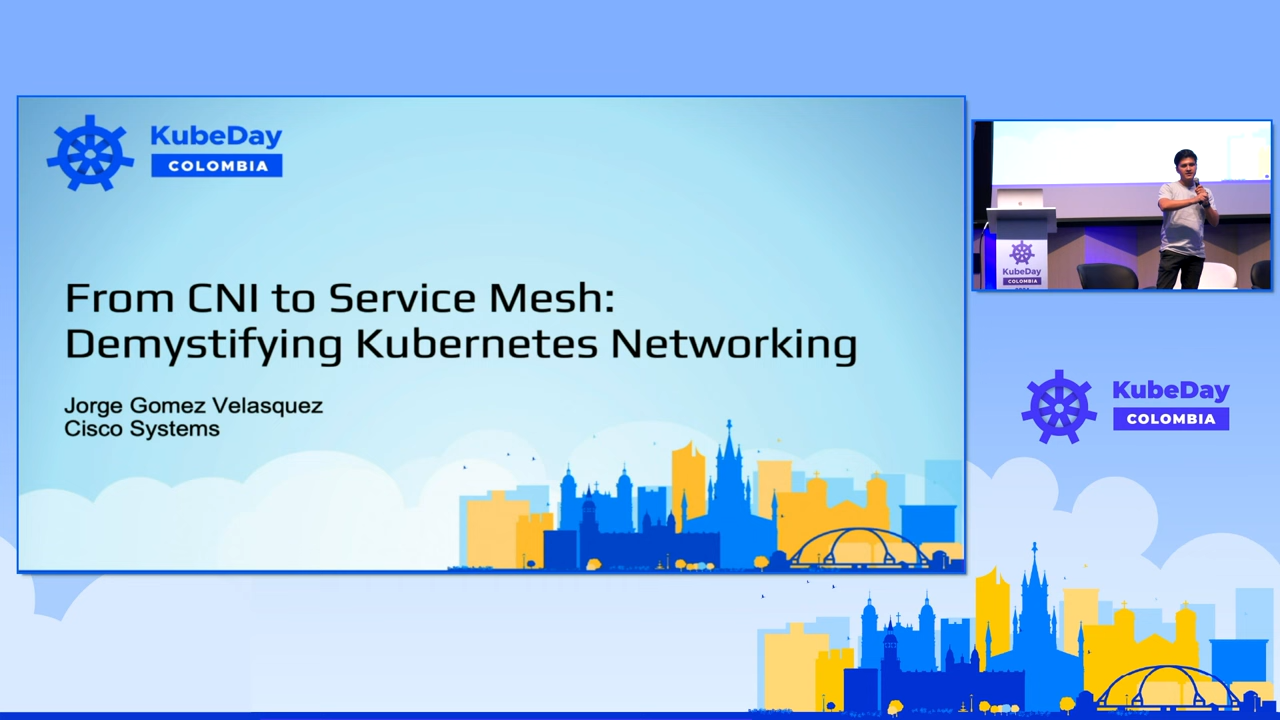 KubeDay
COLOMBIA
From CNI to Service Mesh:
Demystifying Kubernetes Networking
Jorge Gomez Velasquez
Cisco Systems
KubeDay
COLOMBIA
KubeDay
COLOMBIA